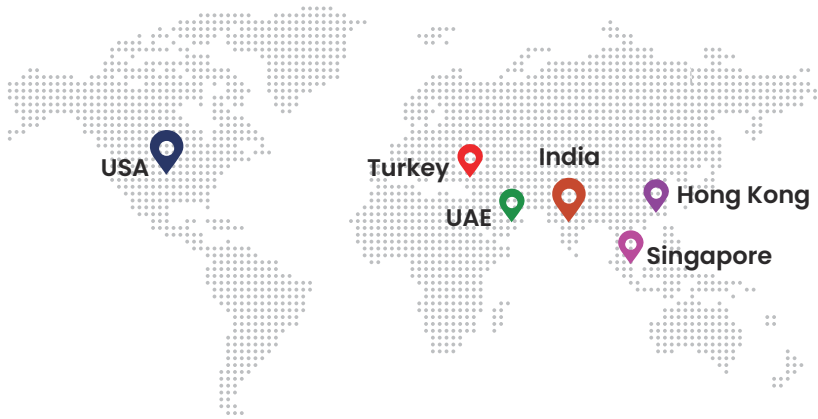 India
USA
Turkey
Hong Kong
UAE
Singapore